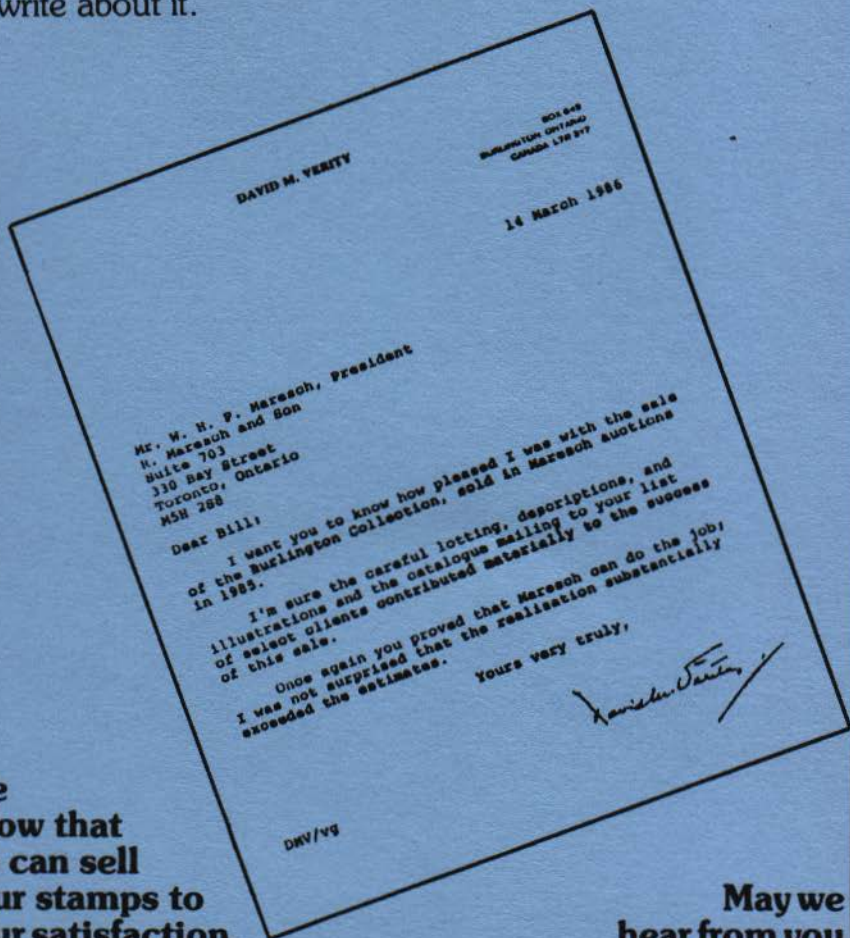 write about it.
DAVID M. VERITY
BOX 649
BURLINGTON ONTARIO
CANADA
14 March 1986
Mr. W. H. P. Maresch, President
R. Maresch and Son
Suite 703
330 Bay Street
Toronto, Ontario
M5H 2S8
Dear Bill,
I want you to know how pleased I was with the sale
of the Burlington Collection, sold in Maresch auctions
in 1985.
I'm sure the careful lotting, descriptions, and
illustrations and the catalogue mailing to your list
of select clients contributed materially to the success
of this sale.
Once again you proved that Maresch can do the job;
I was not surprised that the realisation substantially
exceeded the estimates.
Yours very truly,
DMV/vg
ow that
can sell
ur stamps to
ur satisfaction
May we
hear from you